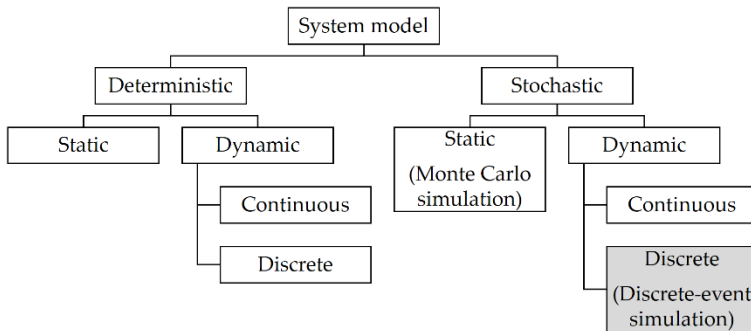 System model
Deterministic
Stochastic
Static
Dynamic
Static
(Monte Carlo
simulation)
Dynamic
Continuous
Discrete
Continuous
Discrete
(Discrete-event
simulation)